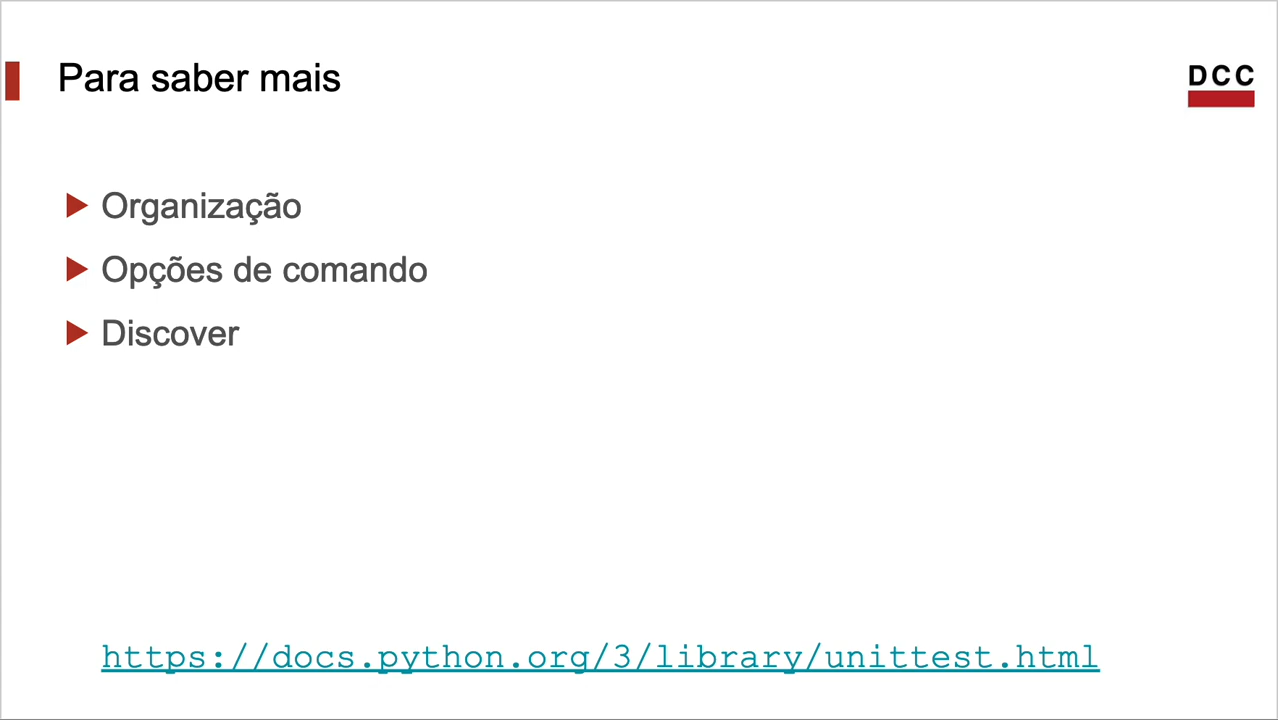 Para saber mais
DCC
Organização
Opções de comando
Discover
https://docs.python.org/3/library/unittest.html